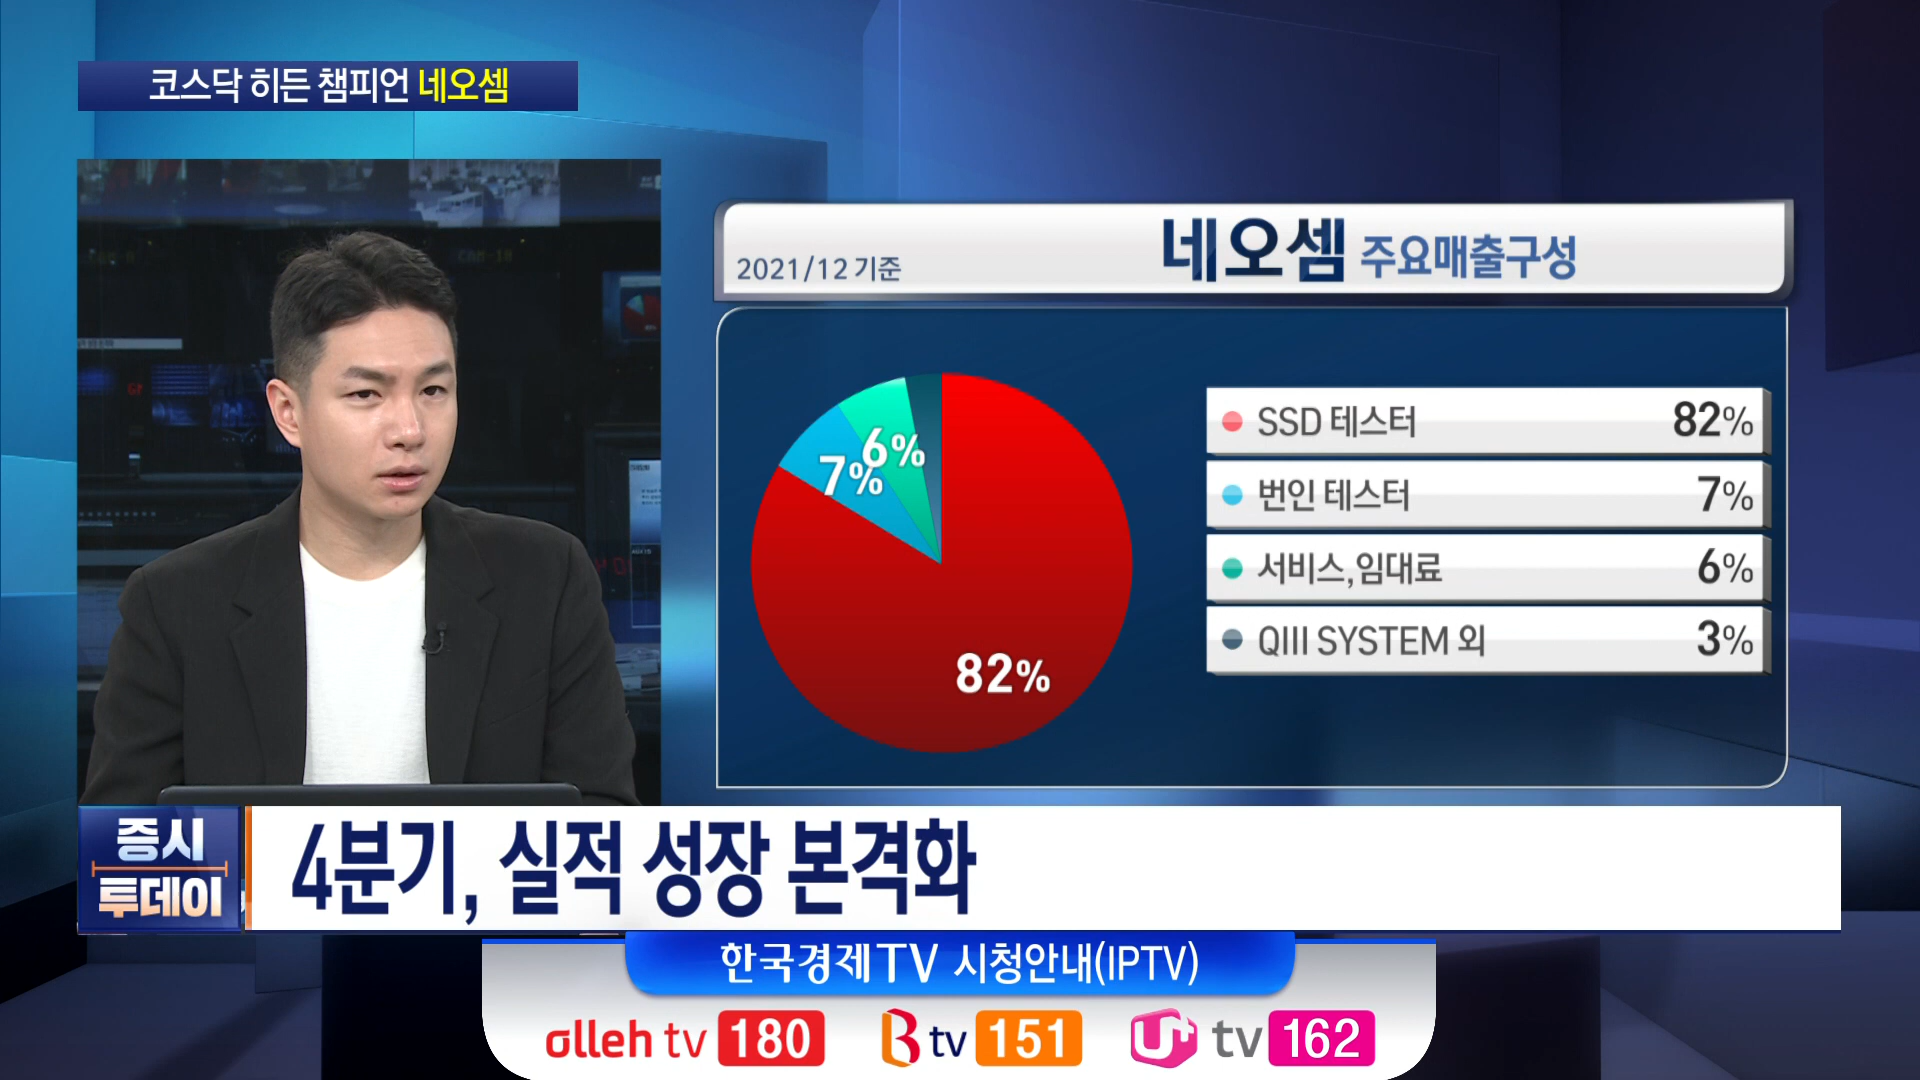 코스닥 히든 챔피언 네오셈
2021/12 기준
네오셈 주요매출구성
7%
6%
82%
SSD 테스터 82%
번인 테스터 7%
서비스,임대료 6%
QIII SYSTEM 외 3%
증시
투데이
4분기, 실적 성장 본격화
한국경제TV 시청안내(IPTV)
olleh tv 180
B tv 151
U+ tv 162